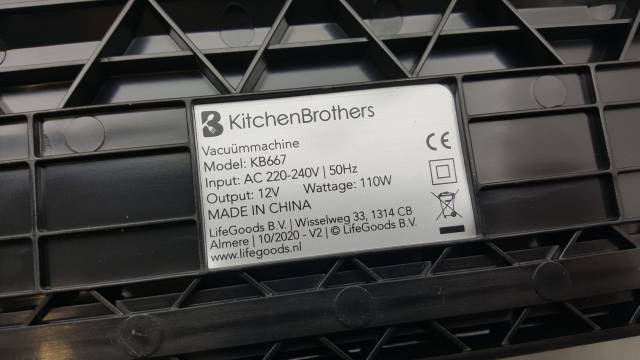 KitchenBrothers
Vacuümmachine
Model: KB667
Input: AC 220-240V | 50Hz
Output: 12V Wattage: 110W
MADE IN CHINA
LifeGoods B.V. | Wisselweg 33, 1314 CB
Almere | 10/2020 - V2 | © LifeGoods B.V.
www.lifegoods.nl
CE